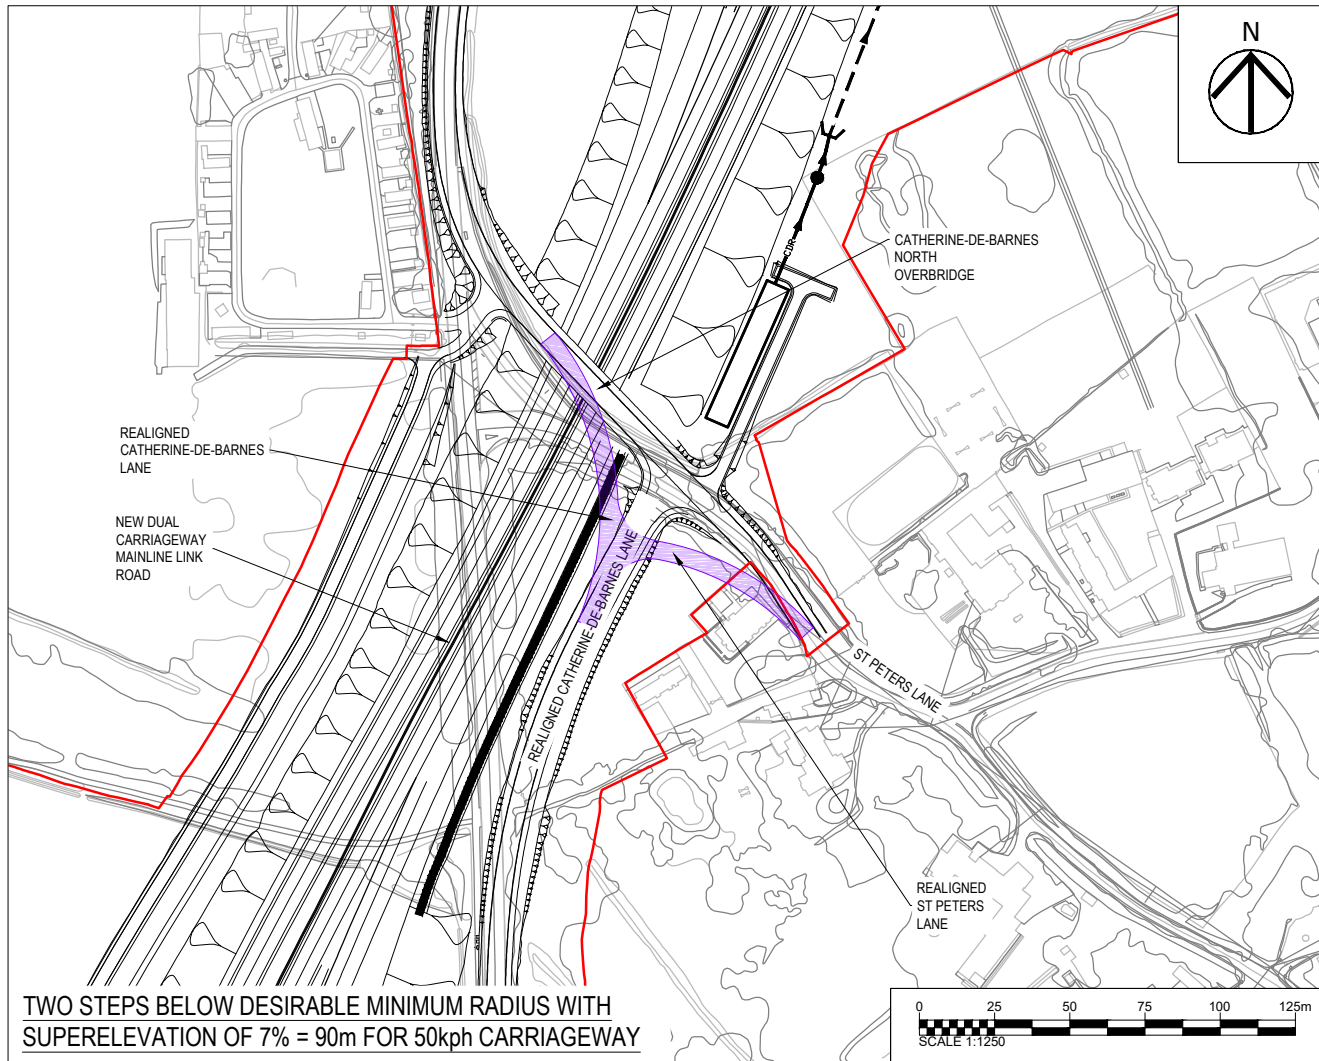 N
CATHERINE-DE-BARNES
NORTH
OVERBRIDGE
CDR
REALIGNED
CATHERINE-DE-BARNES
LANE
NEW DUAL
CARRIAGEWAY
MAINLINE LINK
ROAD
REALIGNED CATHERINE-DE-BARNES LANE
ST PETERS LANE
REALIGNED
ST PETERS
LANE
TWO STEPS BELOW DESIRABLE MINIMUM RADIUS WITH
SUPERELEVATION OF 7% = 90m FOR 50kph CARRIAGEWAY
0 25 50 75 100 125m
SCALE 1:1250